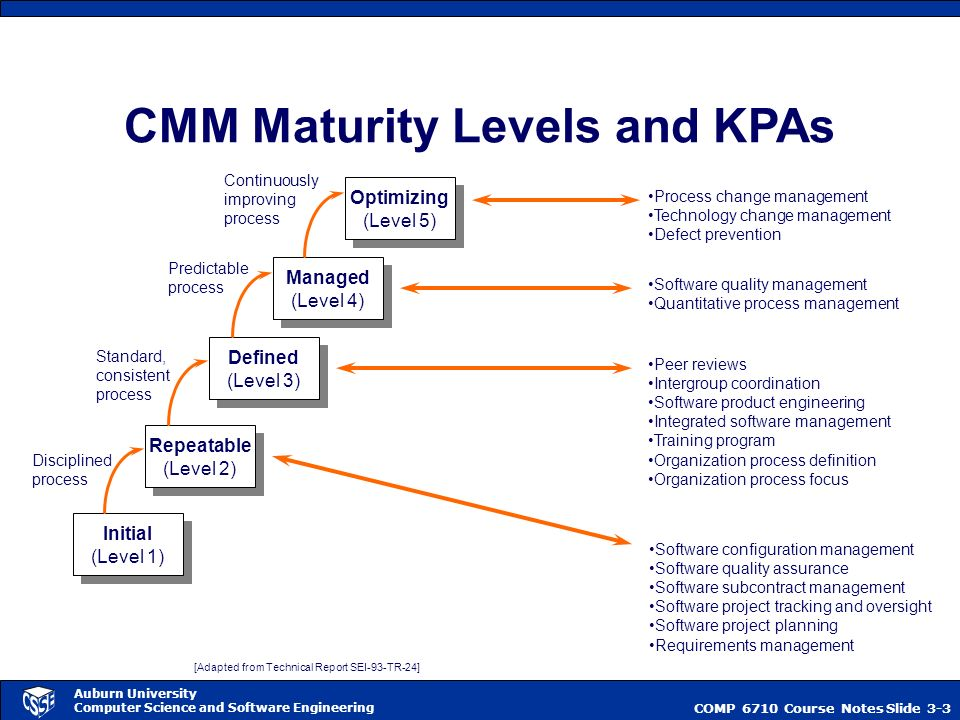 CMM Maturity Levels and KPAs
Continuously
improving
process
Optimizing
(Level 5)
•Process change management
•Technology change management
•Defect prevention
Predictable
process
Managed
(Level 4)
•Software quality management
•Quantitative process management
Standard,
consistent
process
Defined
(Level 3)
•Peer reviews
•Intergroup coordination
•Software product engineering
•Integrated software management
•Training program
•Organization process definition
•Organization process focus
Disciplined
process
Repeatable
(Level 2)
Initial
(Level 1)
•Software configuration management
•Software quality assurance
•Software subcontract management
•Software project tracking and oversight
•Software project planning
•Requirements management
[Adapted from Technical Report SEI-93-TR-24]
Auburn University
Computer Science and Software Engineering
COMP 6710 Course Notes Slide 3-3